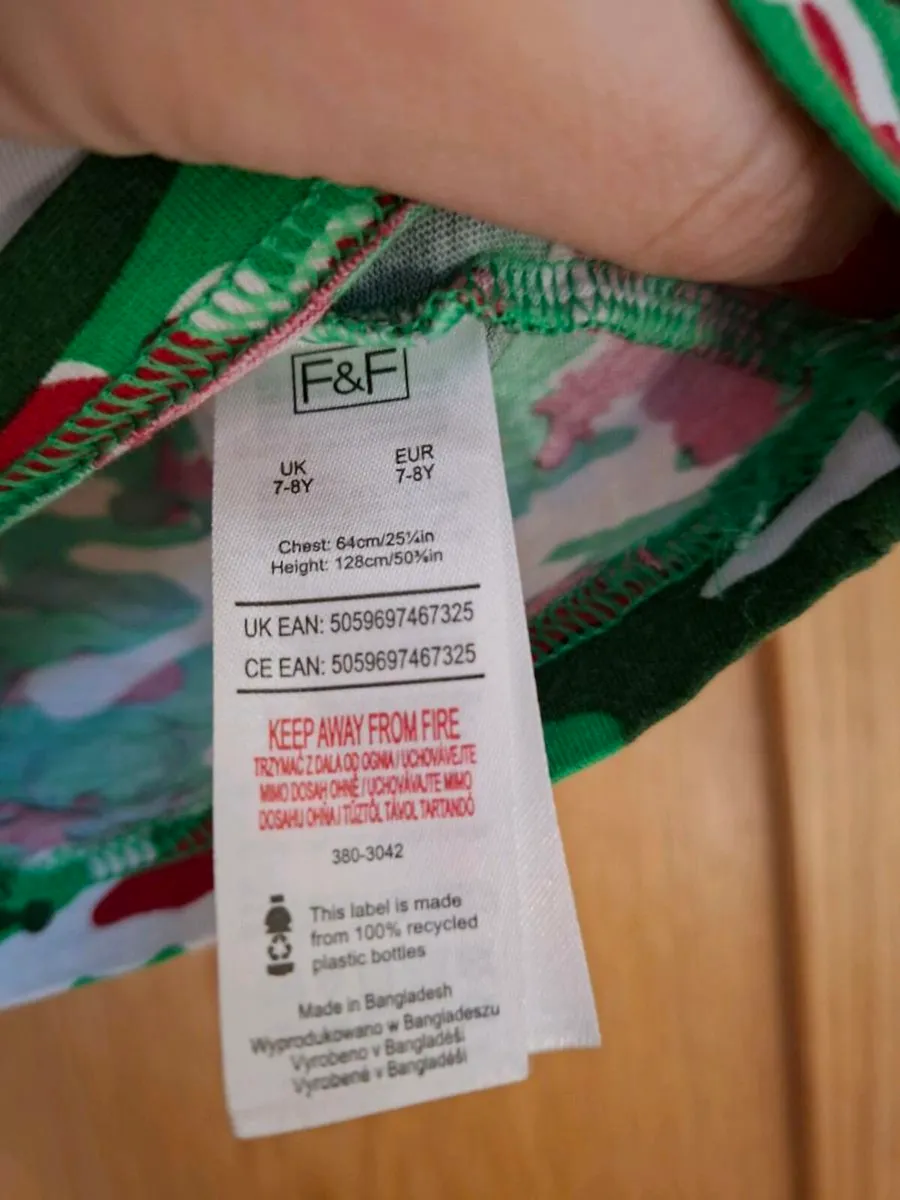 F&F
UK EUR
7-8Y 7-8Y
Chest: 64cm/25¼in
Height: 128cm/50⅜in
UK EAN: 5059697467325
CE EAN: 5059697467325
KEEP AWAY FROM FIRE
TRZYMAĆ Z DALA OD OGNIA / UCHOVÁVEJTE
MIMO DOSAH OHNĚ / UCHOVÁVAJTE MIMO
DOSAHU OHŇA / TŰZTŐL TÁVOL TARTANDÓ
380-3042
This label is made
from 100% recycled
plastic bottles
Made in Bangladesh
Wyprodukowano w Bangladeszu
Vyrobeno v Bangladéši
Vyrobené v Bangladéši